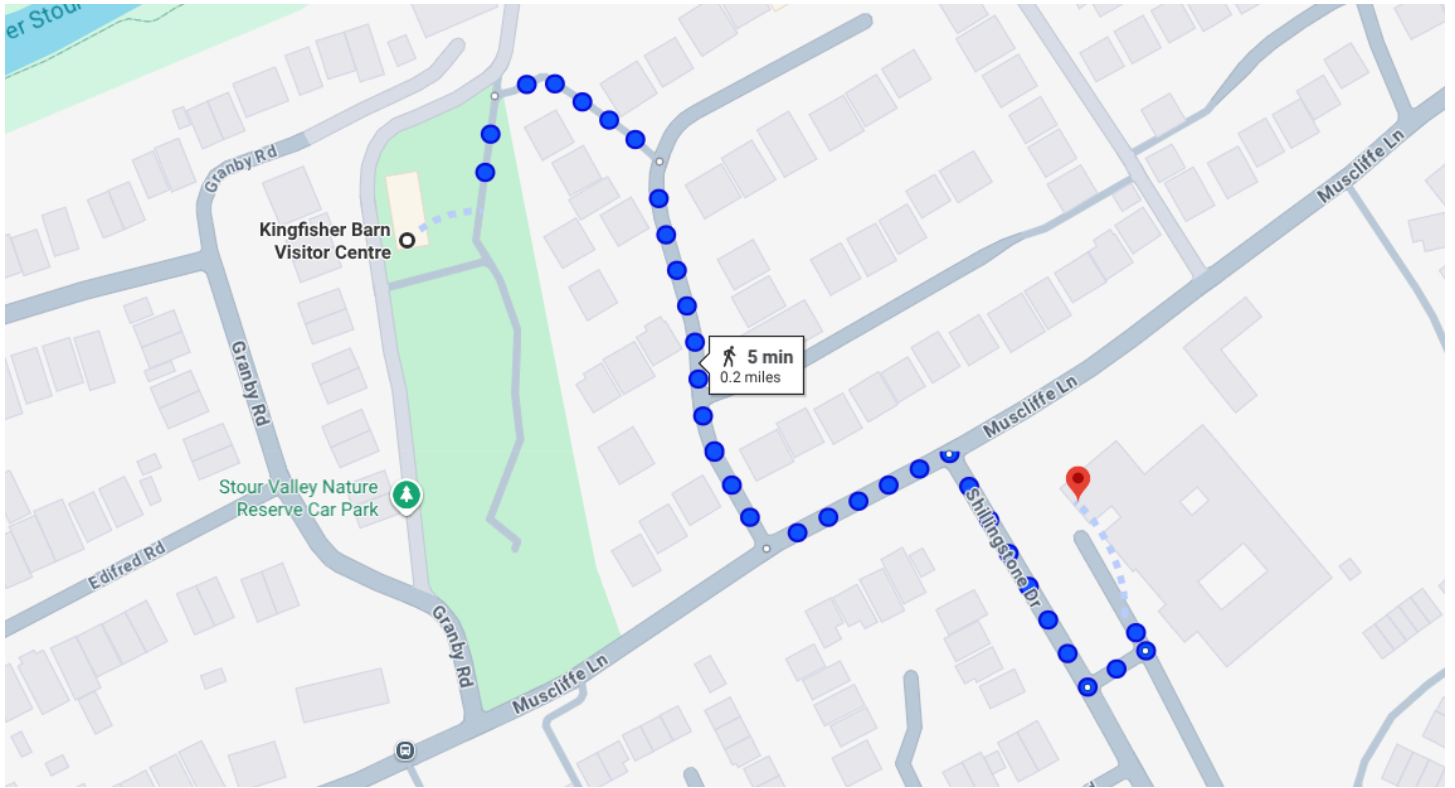 er Stou
Granby Rd
Muscliffe Ln
Kingfisher Barn
Visitor Centre
5 min
0.2 miles
Granby Rd
Muscliffe Ln
Stour Valley Nature
Reserve Car Park
Shillingstone Dr
Edifred Rd
Granby Rd
Muscliffe Ln